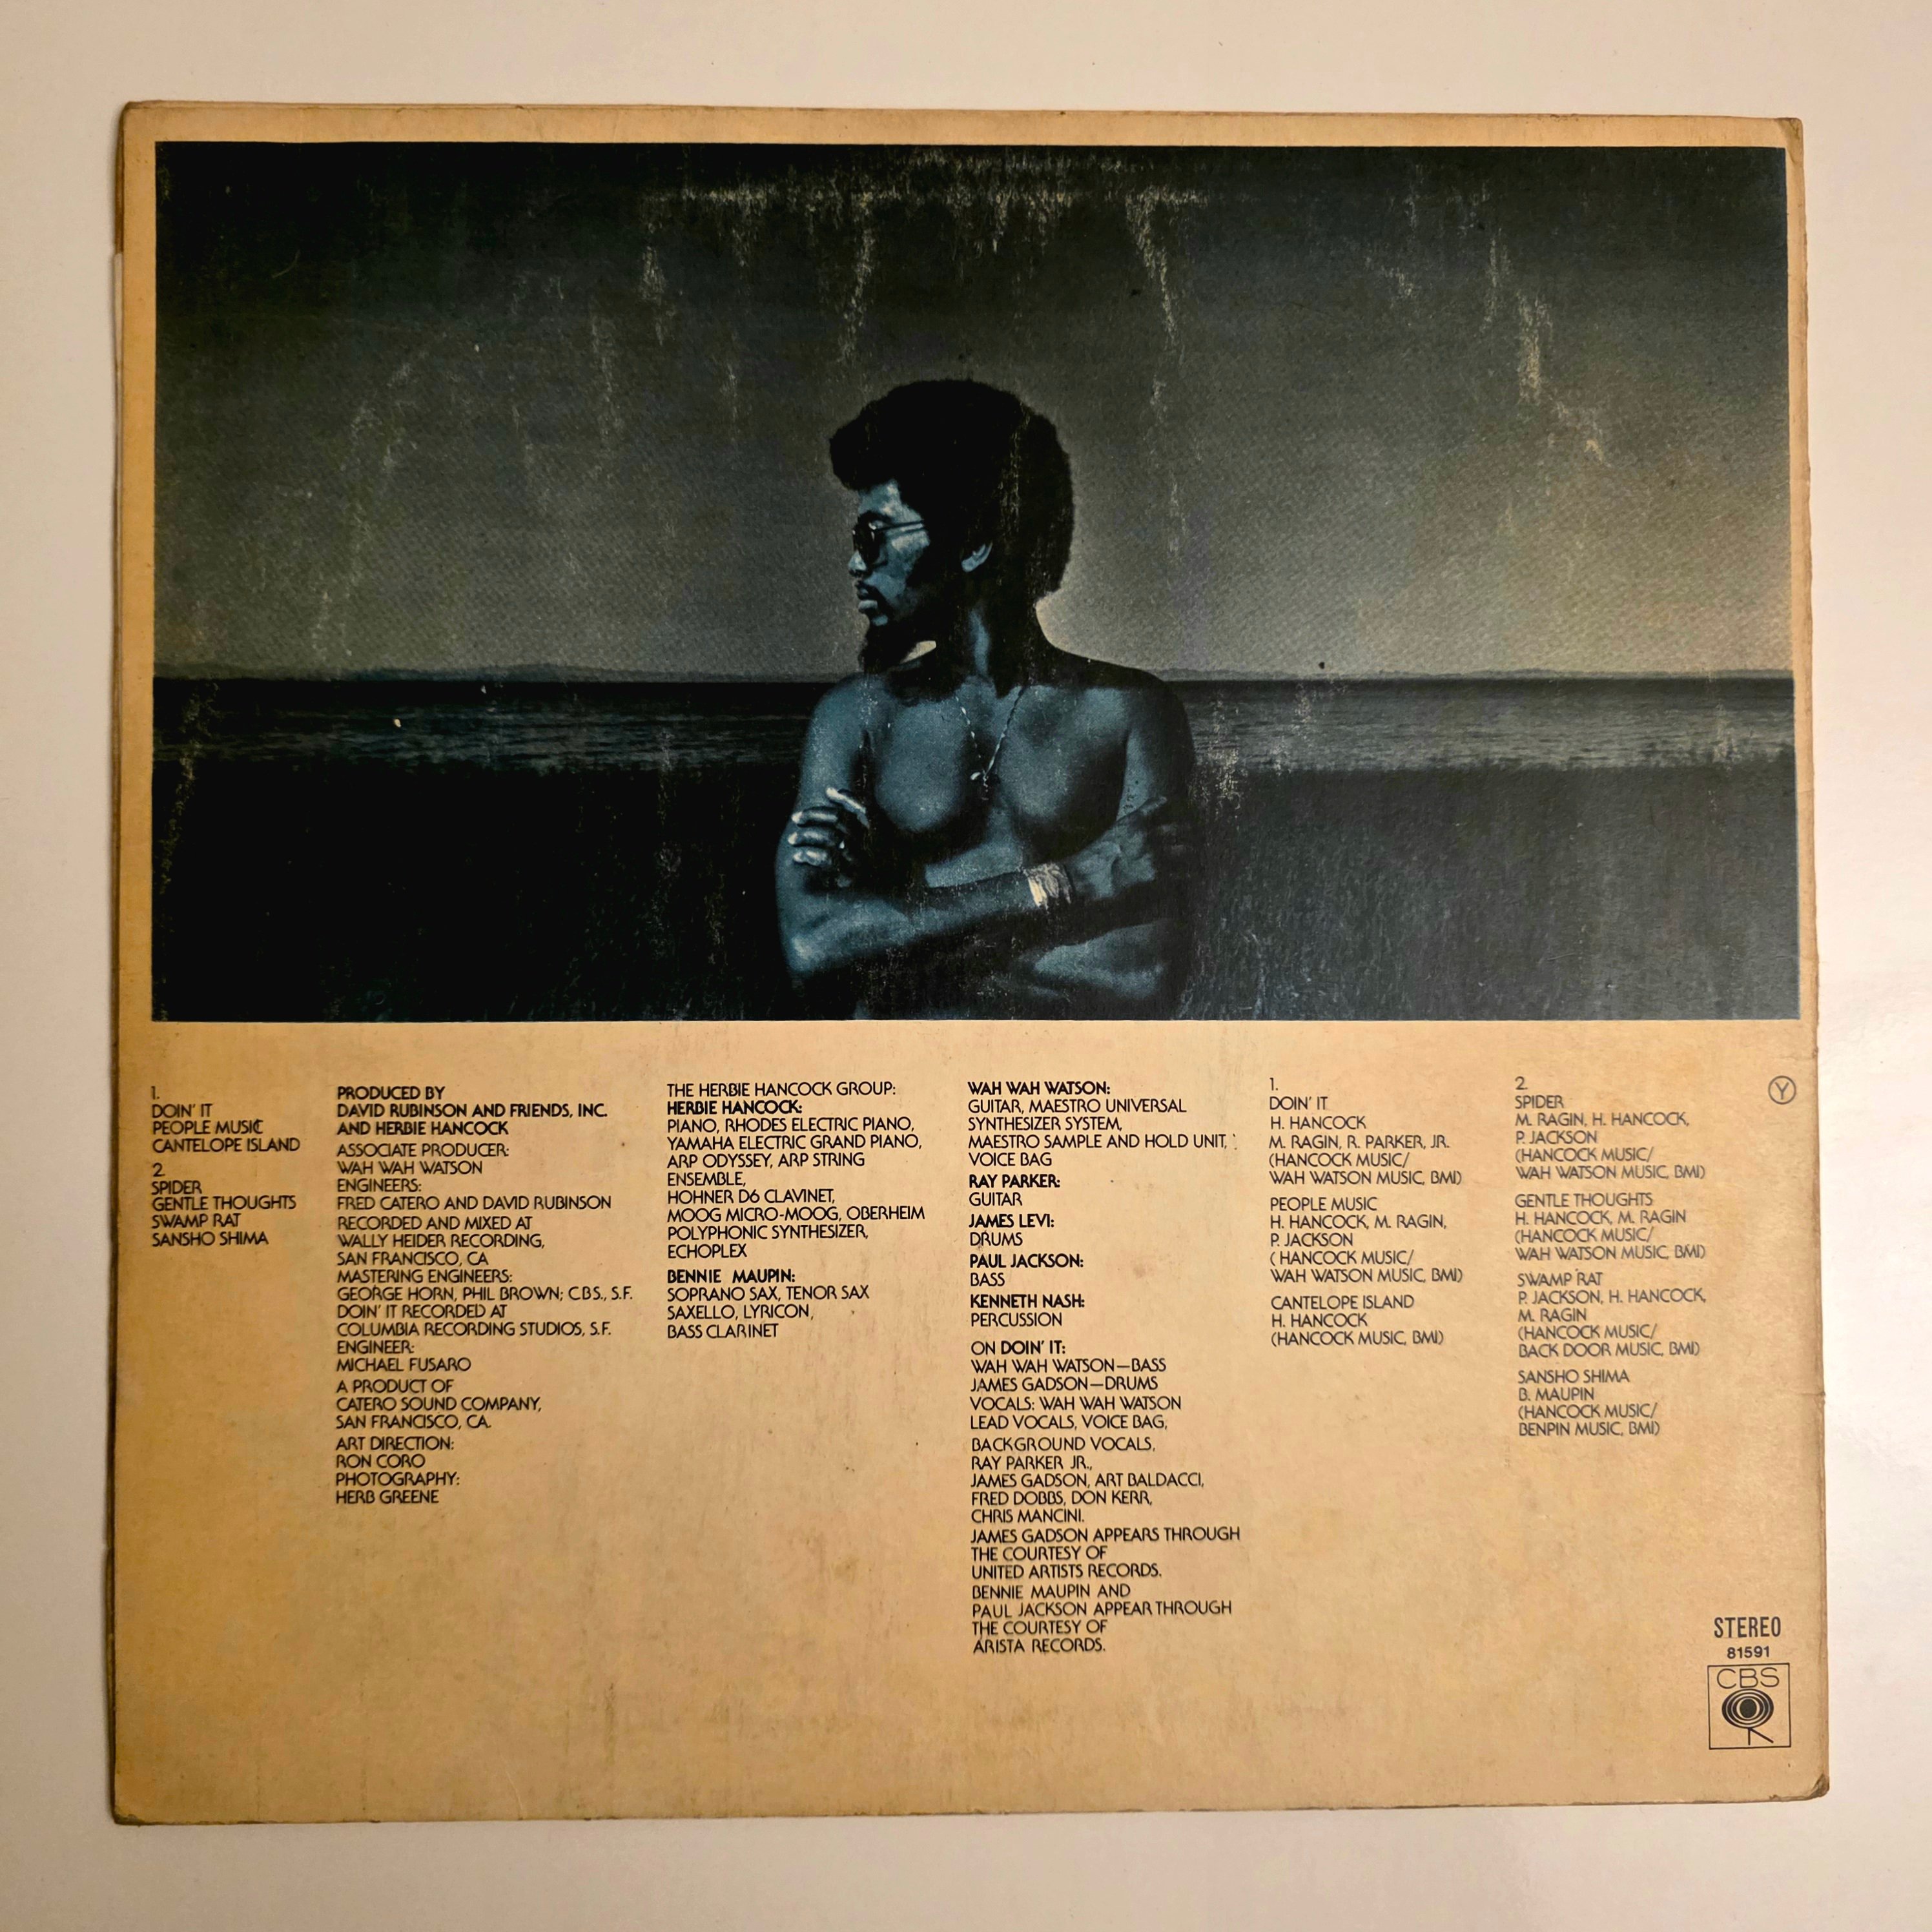 1.
DOIN' IT
PEOPLE MUSIC
CANTELOPE ISLAND
2.
SPIDER
GENTLE THOUGHTS
SWAMP RAT
SANSHO SHIMA
PRODUCED BY
DAVID RUBINSON AND FRIENDS, INC.
AND HERBIE HANCOCK
ASSOCIATE PRODUCER:
WAH WAH WATSON
ENGINEERS:
FRED CATERO AND DAVID RUBINSON
RECORDED AND MIXED AT
WALLY HEIDER RECORDING,
SAN FRANCISCO, CA
MASTERING ENGINEERS:
GEORGE HORN, PHIL BROWN; C.B.S., S.F.
DOIN' IT RECORDED AT
COLUMBIA RECORDING STUDIOS, S.F.
ENGINEER:
MICHAEL FUSARO
A PRODUCT OF
CATERO SOUND COMPANY,
SAN FRANCISCO, CA.
ART DIRECTION:
RON CORO
PHOTOGRAPHY:
HERB GREENE
THE HERBIE HANCOCK GROUP:
HERBIE HANCOCK:
PIANO, RHODES ELECTRIC PIANO,
YAMAHA ELECTRIC GRAND PIANO,
ARP ODYSSEY, ARP STRING
ENSEMBLE,
HOHNER D6 CLAVINET,
MOOG MICRO-MOOG, OBERHEIM
POLYPHONIC SYNTHESIZER,
ECHOPLEX
BENNIE MAUPIN:
SOPRANO SAX, TENOR SAX
SAXELLO, LYRICON,
BASS CLARINET
WAH WAH WATSON:
GUITAR, MAESTRO UNIVERSAL
SYNTHESIZER SYSTEM,
MAESTRO SAMPLE AND HOLD UNIT,
VOICE BAG
RAY PARKER:
GUITAR
JAMES LEVI:
DRUMS
PAUL JACKSON:
BASS
KENNETH NASH:
PERCUSSION
ON DOIN' IT:
WAH WAH WATSON—BASS
JAMES GADSON—DRUMS
VOCALS: WAH WAH WATSON
LEAD VOCALS, VOICE BAG,
BACKGROUND VOCALS,
RAY PARKER JR.,
JAMES GADSON, ART BALDACCI,
FRED DOBBS, DON KERR,
CHRIS MANCINI.
JAMES GADSON APPEARS THROUGH
THE COURTESY OF
UNITED ARTISTS RECORDS.
BENNIE MAUPIN AND
PAUL JACKSON APPEAR THROUGH
THE COURTESY OF
ARISTA RECORDS.
1.
DOIN' IT
H. HANCOCK
M. RAGIN, R. PARKER, JR.
(HANCOCK MUSIC/
WAH WATSON MUSIC, BMI)
PEOPLE MUSIC
H. HANCOCK, M. RAGIN,
P. JACKSON
( HANCOCK MUSIC/
WAH WATSON MUSIC, BMI)
CANTELOPE ISLAND
H. HANCOCK
(HANCOCK MUSIC, BMI)
2.
SPIDER
M. RAGIN, H. HANCOCK,
P. JACKSON
(HANCOCK MUSIC/
WAH WATSON MUSIC, BMI)
GENTLE THOUGHTS
H. HANCOCK, M. RAGIN
(HANCOCK MUSIC/
WAH WATSON MUSIC, BMI)
SWAMP RAT
P. JACKSON, H. HANCOCK,
M. RAGIN
(HANCOCK MUSIC/
BACK DOOR MUSIC, BMI)
SANSHO SHIMA
B. MAUPIN
(HANCOCK MUSIC/
BENPIN MUSIC, BMI)
Y
STEREO
81591
CBS